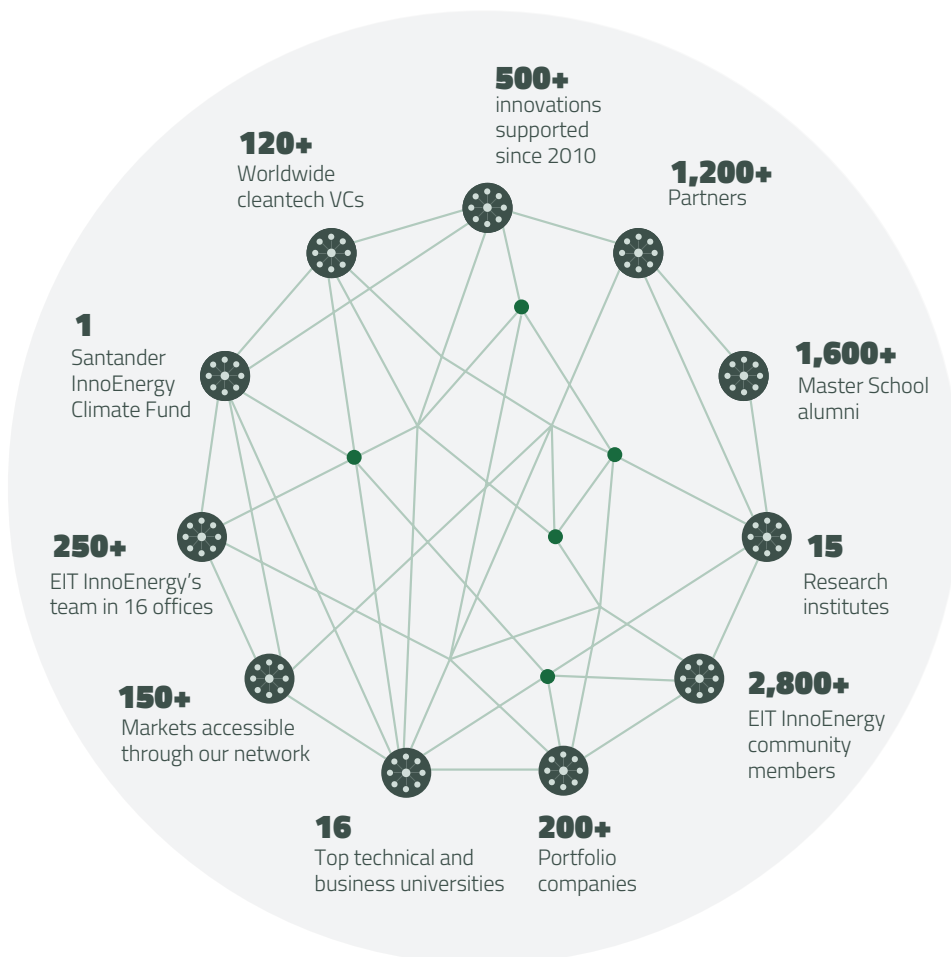 500+
innovations
supported
since 2010
1,200+
Partners
1,600+
Master School
alumni
15
Research
institutes
2,800+
EIT InnoEnergy
community
members
200+
Portfolio
companies
16
Top technical and
business universities
150+
Markets accessible
through our network
250+
EIT InnoEnergy’s
team in 16 offices
1
Santander
InnoEnergy
Climate Fund
120+
Worldwide
cleantech VCs